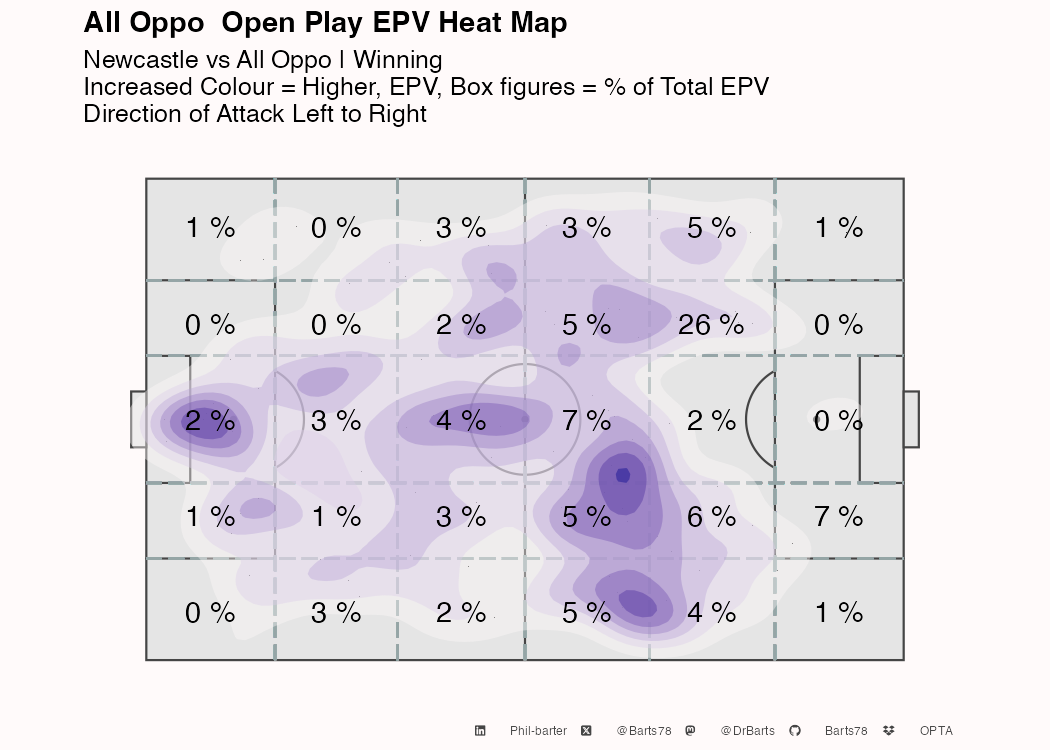 All Oppo  Open Play EPV Heat Map
Newcastle vs All Oppo | Winning
Increased Colour = Higher, EPV, Box figures = % of Total EPV
Direction of Attack Left to Right
1 % 0 % 3 % 3 % 5 % 1 %
0 % 0 % 2 % 5 % 26 % 0 %
2 % 3 % 4 % 7 % 2 % 0 %
1 % 1 % 3 % 5 % 6 % 7 %
0 % 3 % 2 % 5 % 4 % 1 %
Phil-barter @Barts78 @DrBarts Barts78 OPTA